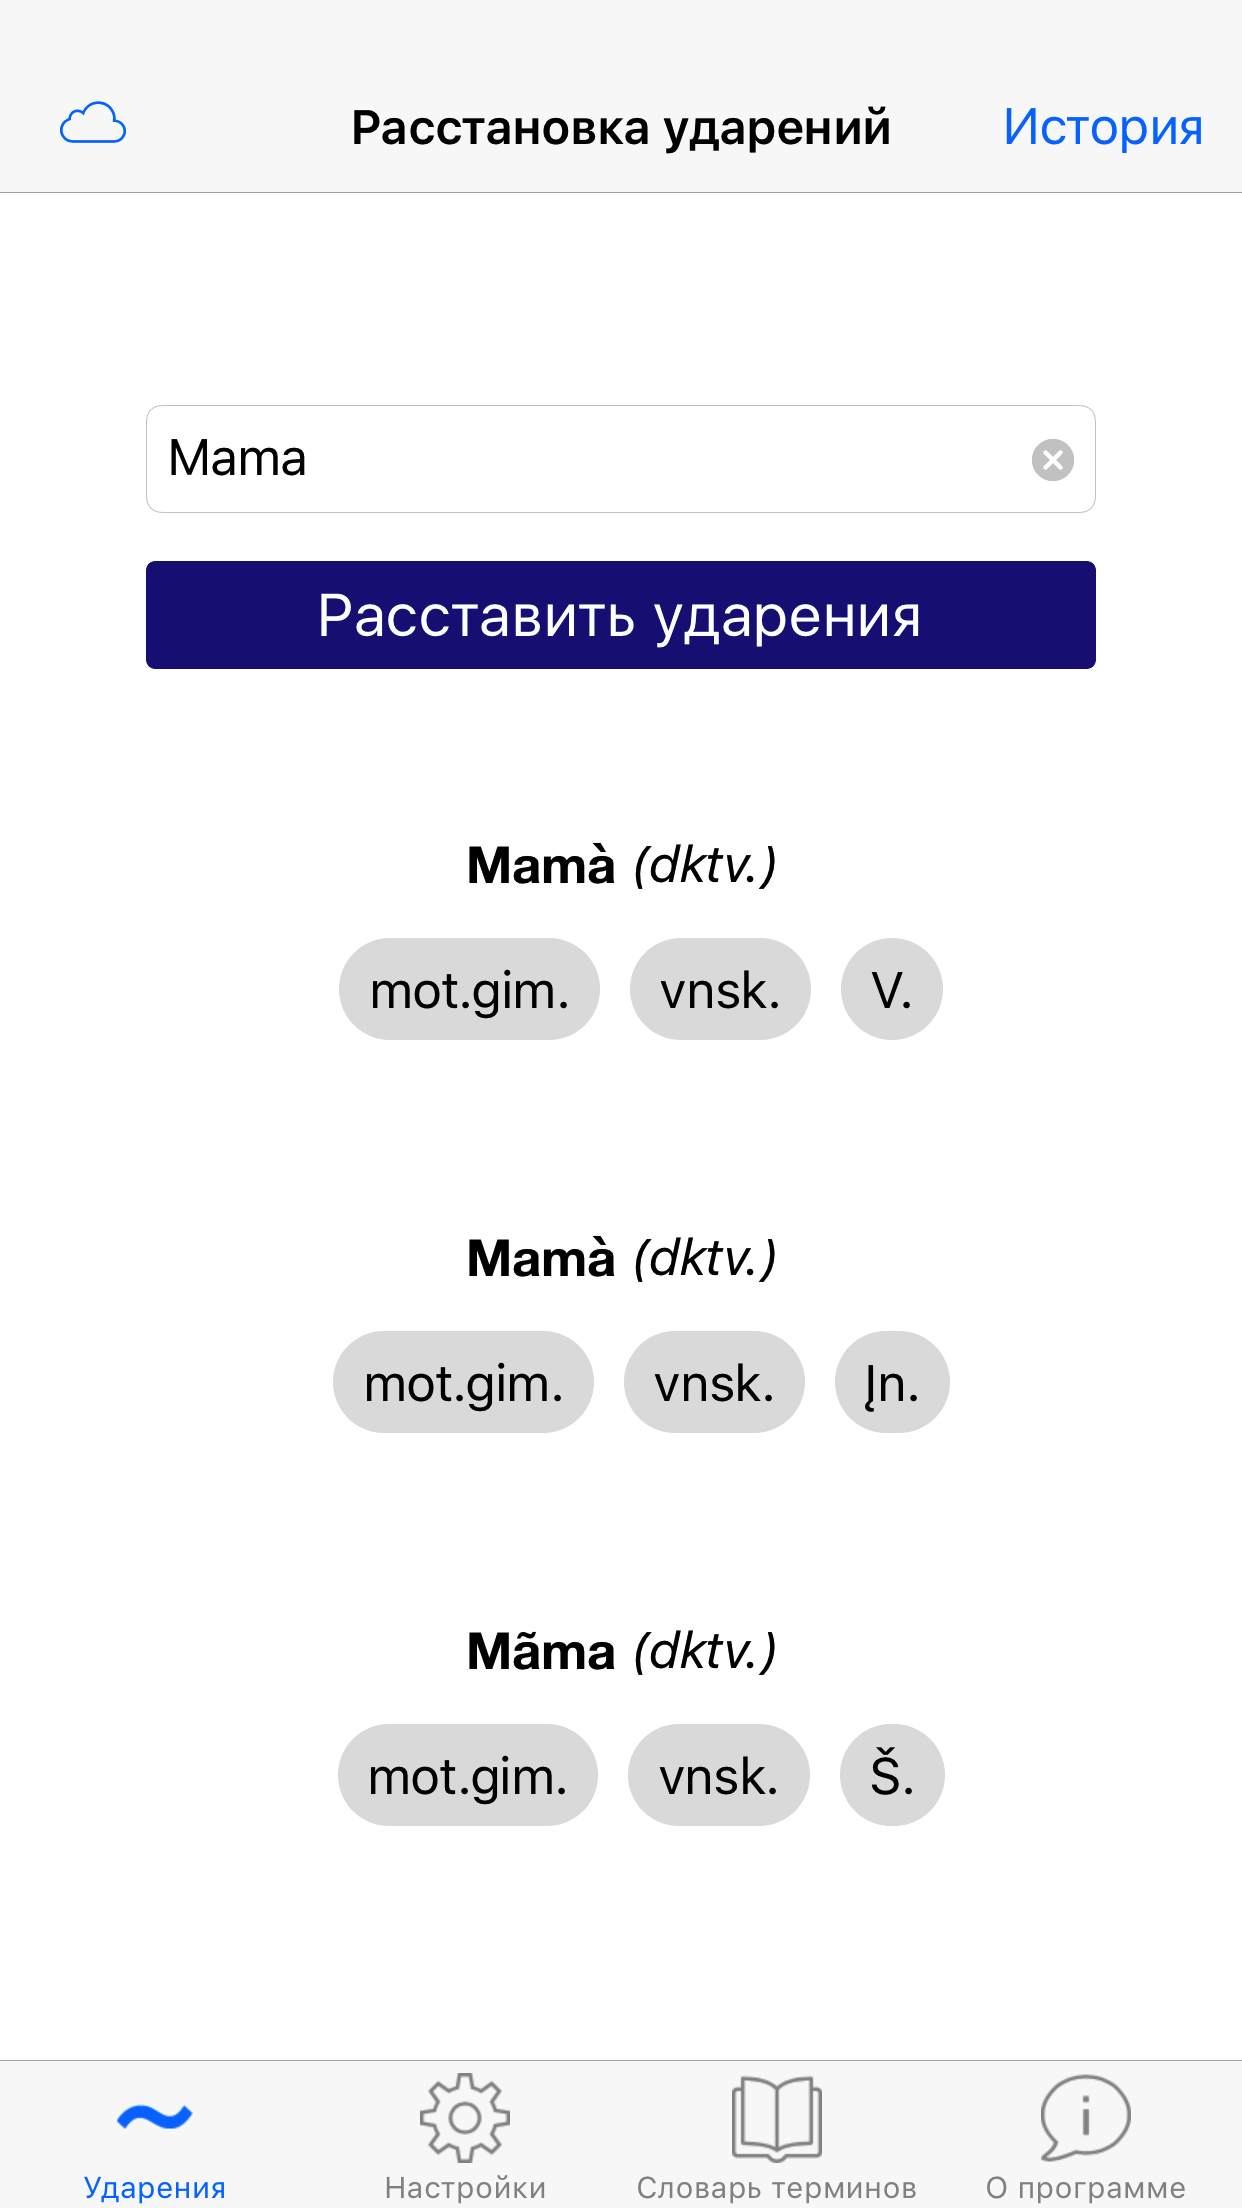 Расстановка ударений История
Mama
Расставить ударения
Mamà (dktv.)
mot.gim. vnsk. V.
Mamà (dktv.)
mot.gim. vnsk. Įn.
Mãma (dktv.)
mot.gim. vnsk. Š.
Ударения Настройки Словарь терминов О программе